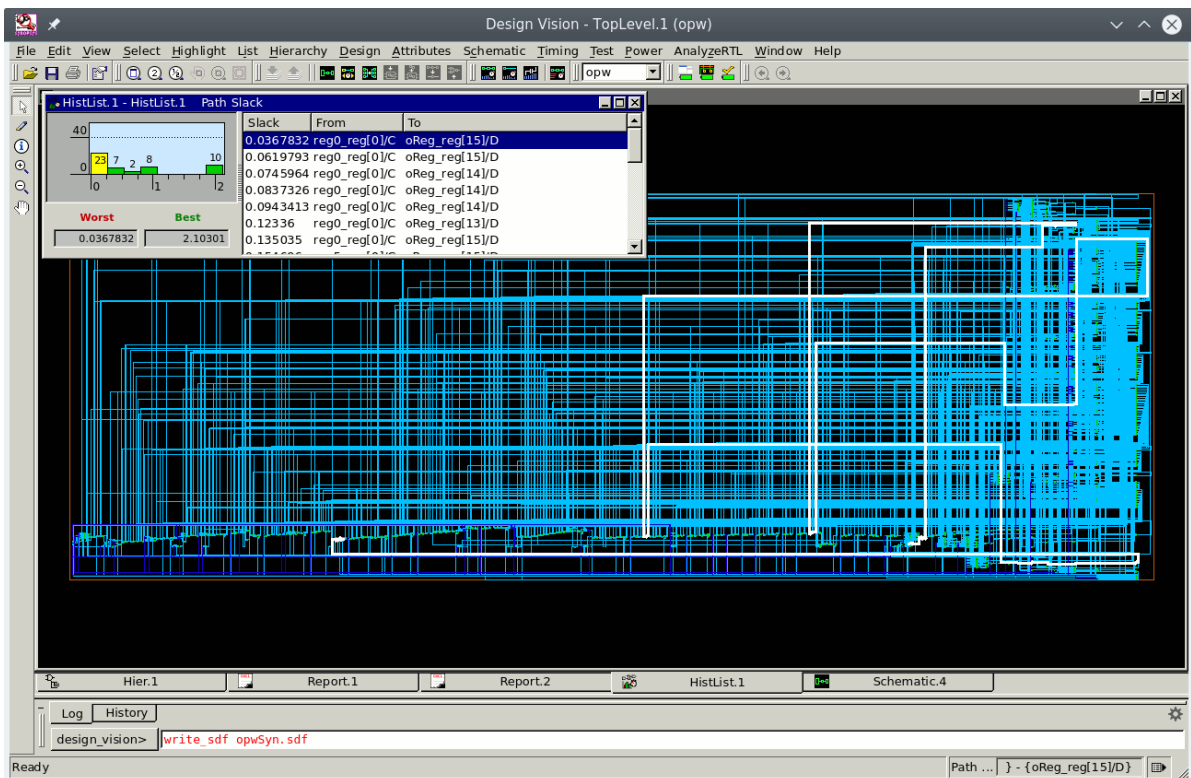 Design Vision - TopLevel.1 (opw)
File Edit View Select Highlight List Hierarchy Design Attributes Schematic Timing Test Power AnalyzeRTL Window Help
opw
HistList.1 - HistList.1 Path Slack
Slack From To
40
0.0367832 reg0_reg[0]/C oReg_reg[15]/D
0.0619793 reg0_reg[0]/C oReg_reg[15]/D
23 7 2 8 10
0
0.0745964 reg0_reg[0]/C oReg_reg[14]/D
0 1 2
0.0837326 reg0_reg[0]/C oReg_reg[14]/D
0.0943413 reg0_reg[0]/C oReg_reg[14]/D
Worst Best
0.12336 reg0_reg[0]/C oReg_reg[13]/D
0.0367832 2.10301
0.135035 reg0_reg[0]/C oReg_reg[15]/D
Hier.1 Report.1 Report.2 HistList.1 Schematic.4
Log History
design_vision> write_sdf opwSyn.sdf
Ready
Path ... } - {oReg_reg[15]/D}